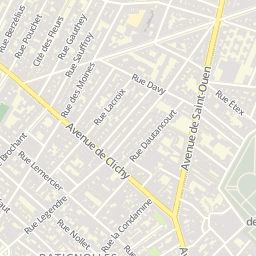 Rue Berzélius
Rue Pouchet
Cité des Fleurs
Rue Gauthey
Rue Sauffroy
Rue des Moines
Rue Lacroix
Rue Davy
Rue Étex
Avenue de Saint-Ouen
Avenue de Clichy
Rue Dautancourt
Brochant
Rue Lemercier
Rue Legendre
Rue Nollet
Rue la Condamine
BATIGNOLLES